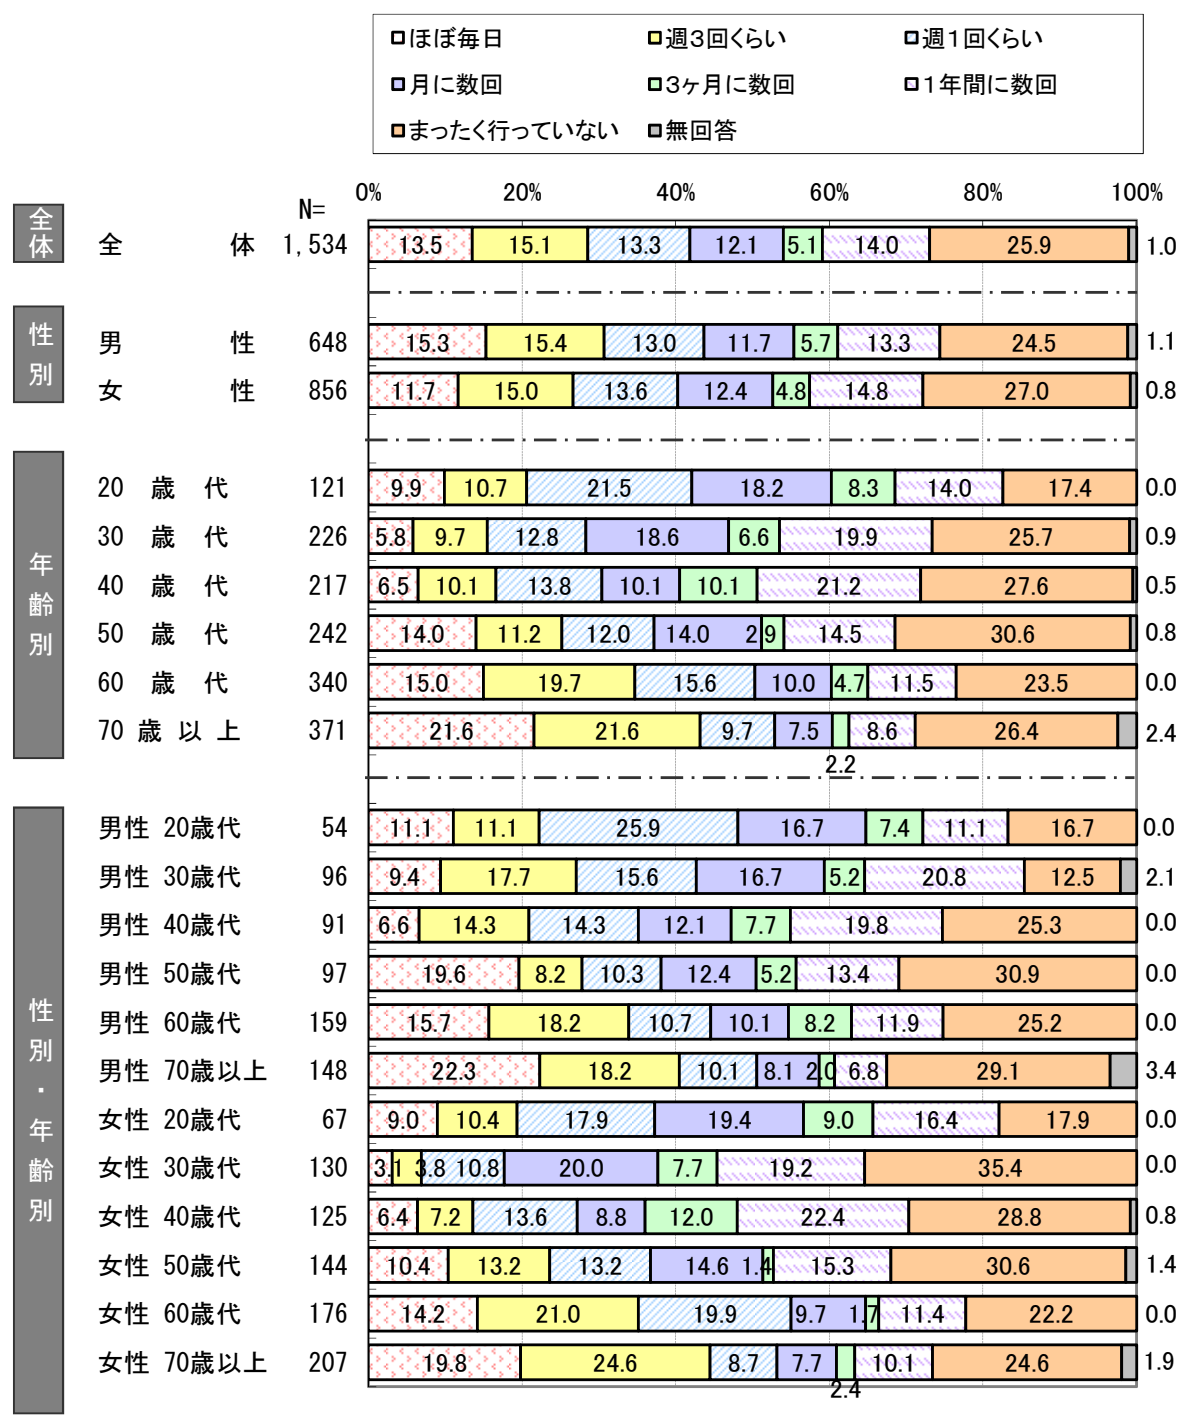 □ほぼ毎日 □週3回くらい □週1回くらい
□月に数回 □3ヶ月に数回 □1年間に数回
□まったく行っていない □無回答
0% 20% 40% 60% 80% 100%
N=
全体
全 体 1,534 13.5 15.1 13.3 12.1 5.1 14.0 25.9 1.0
性別
男 性 648 15.3 15.4 13.0 11.7 5.7 13.3 24.5 1.1
女 性 856 11.7 15.0 13.6 12.4 4.8 14.8 27.0 0.8
年齢別
20 歳 代 121 9.9 10.7 21.5 18.2 8.3 14.0 17.4 0.0
30 歳 代 226 5.8 9.7 12.8 18.6 6.6 19.9 25.7 0.9
40 歳 代 217 6.5 10.1 13.8 10.1 10.1 21.2 27.6 0.5
50 歳 代 242 14.0 11.2 12.0 14.0 2.9 14.5 30.6 0.8
60 歳 代 340 15.0 19.7 15.6 10.0 4.7 11.5 23.5 0.0
70 歳 以 上 371 21.6 21.6 9.7 7.5 2.2 8.6 26.4 2.4
性別・年齢別
男性 20歳代 54 11.1 11.1 25.9 16.7 7.4 11.1 16.7 0.0
男性 30歳代 96 9.4 17.7 15.6 16.7 5.2 20.8 12.5 2.1
男性 40歳代 91 6.6 14.3 14.3 12.1 7.7 19.8 25.3 0.0
男性 50歳代 97 19.6 8.2 10.3 12.4 5.2 13.4 30.9 0.0
男性 60歳代 159 15.7 18.2 10.7 10.1 8.2 11.9 25.2 0.0
男性 70歳以上 148 22.3 18.2 10.1 8.1 2.0 6.8 29.1 3.4
女性 20歳代 67 9.0 10.4 17.9 19.4 9.0 16.4 17.9 0.0
女性 30歳代 130 3.1 3.8 10.8 20.0 7.7 19.2 35.4 0.0
女性 40歳代 125 6.4 7.2 13.6 8.8 12.0 22.4 28.8 0.8
女性 50歳代 144 10.4 13.2 13.2 14.6 1.4 15.3 30.6 1.4
女性 60歳代 176 14.2 21.0 19.9 9.7 1.7 11.4 22.2 0.0
女性 70歳以上 207 19.8 24.6 8.7 7.7 2.4 10.1 24.6 1.9